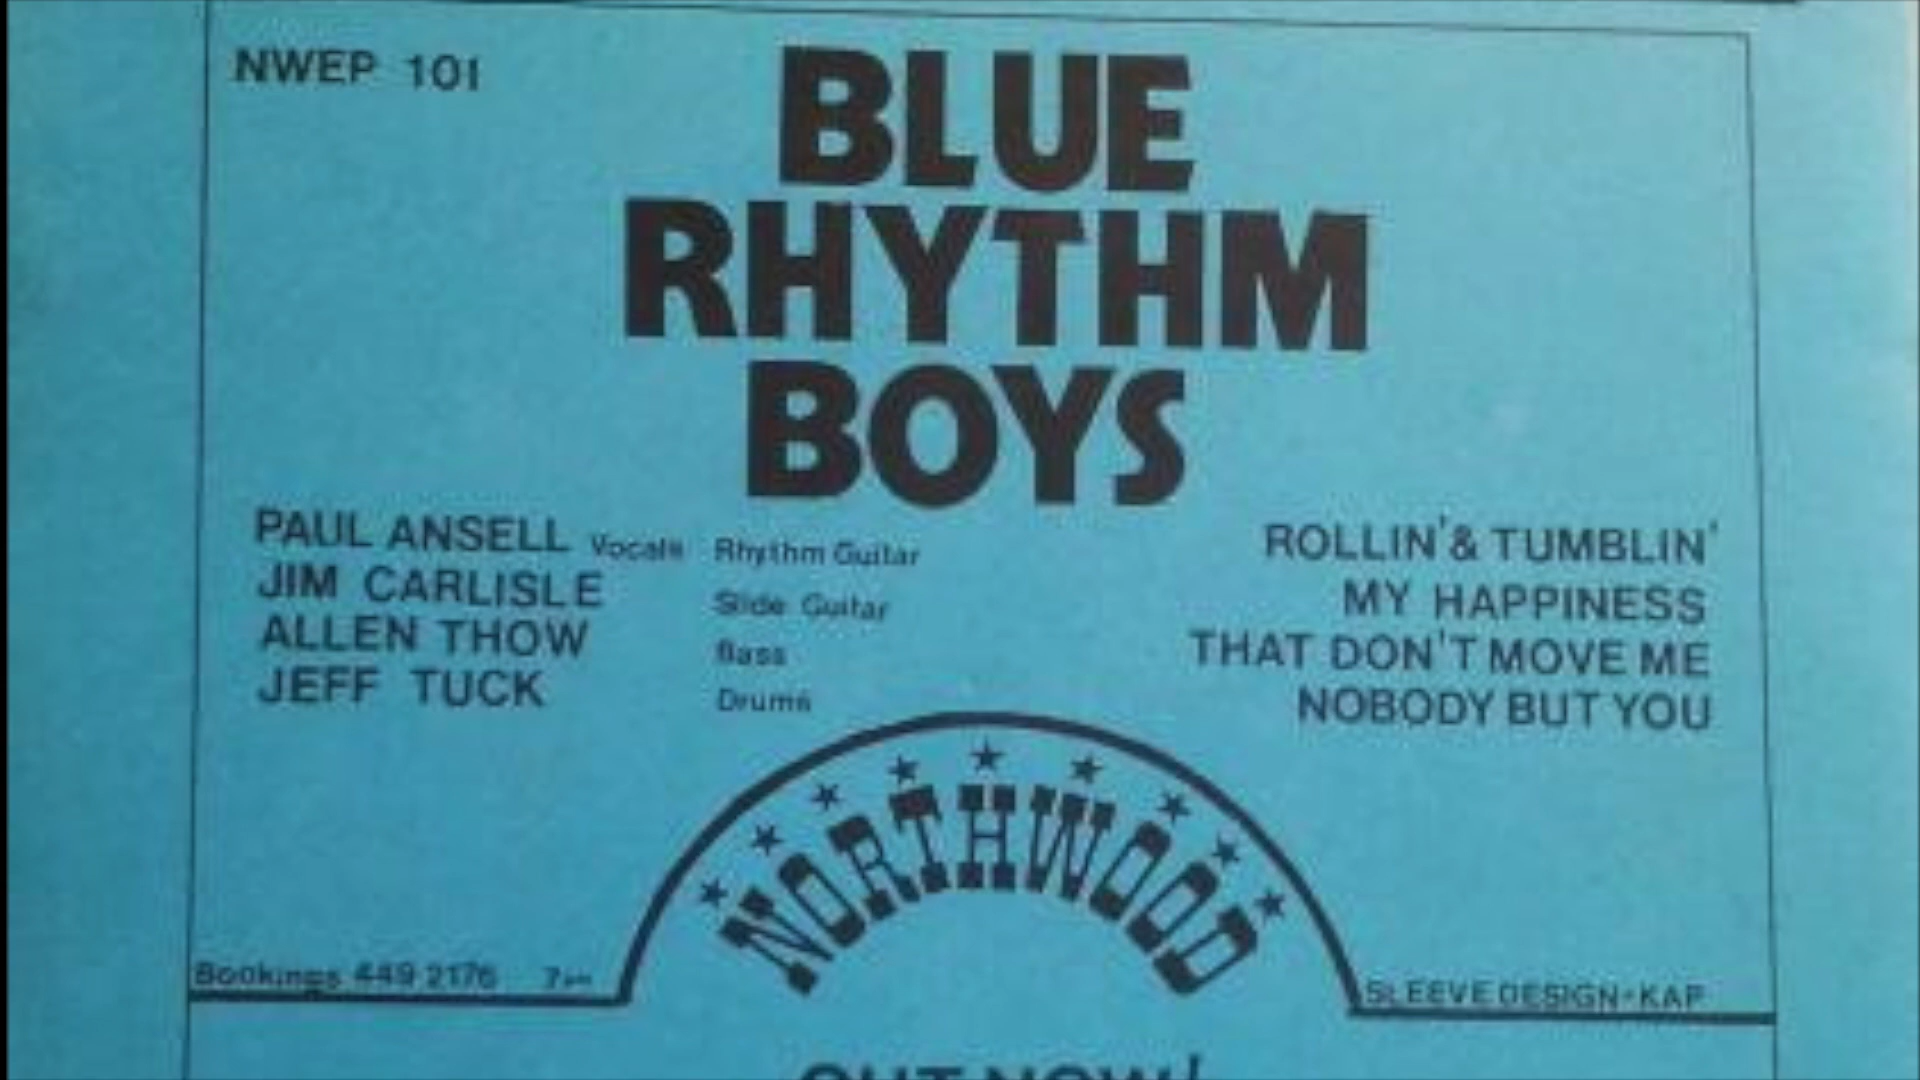 NWEP 101
BLUE
RHYTHM
BOYS
PAUL ANSELL Vocals Rhythm Guitar
JIM CARLISLE Slide Guitar
ALLEN THOW Bass
JEFF TUCK Drums
ROLLIN' & TUMBLIN'
MY HAPPINESS
THAT DON'T MOVE ME
NOBODY BUT YOU
NORTHWOOD
Bookings 449 2176
SLEEVE DESIGN-KAP
OUT NOW!